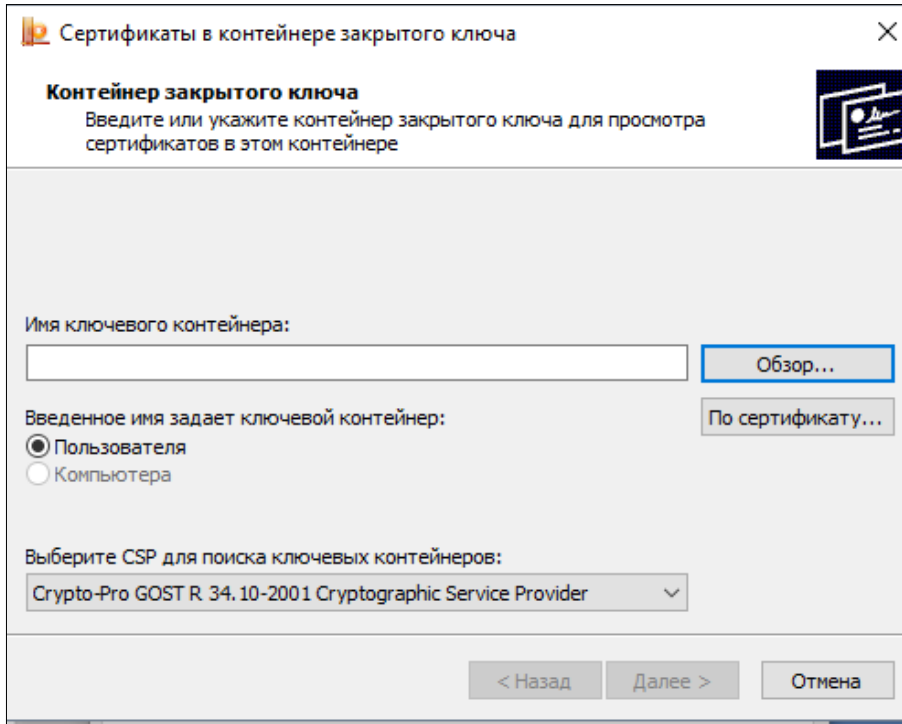 Сертификаты в контейнере закрытого ключа
Контейнер закрытого ключа
Введите или укажите контейнер закрытого ключа для просмотра
сертификатов в этом контейнере
Имя ключевого контейнера:
Обзор...
Введенное имя задает ключевой контейнер:
По сертификату...
Пользователя
Компьютера
Выберите CSP для поиска ключевых контейнеров:
Crypto-Pro GOST R 34.10-2001 Cryptographic Service Provider
< Назад
Далее >
Отмена